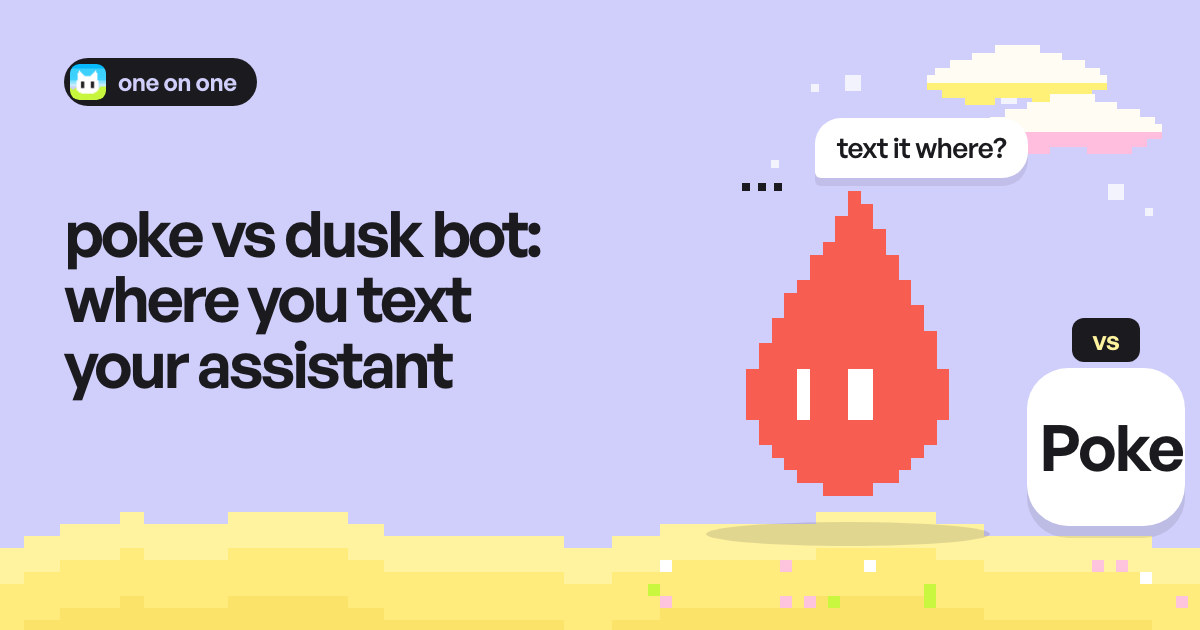 one on one
text it where?
poke vs dusk bot:
where you text
your assistant
vs
Poke